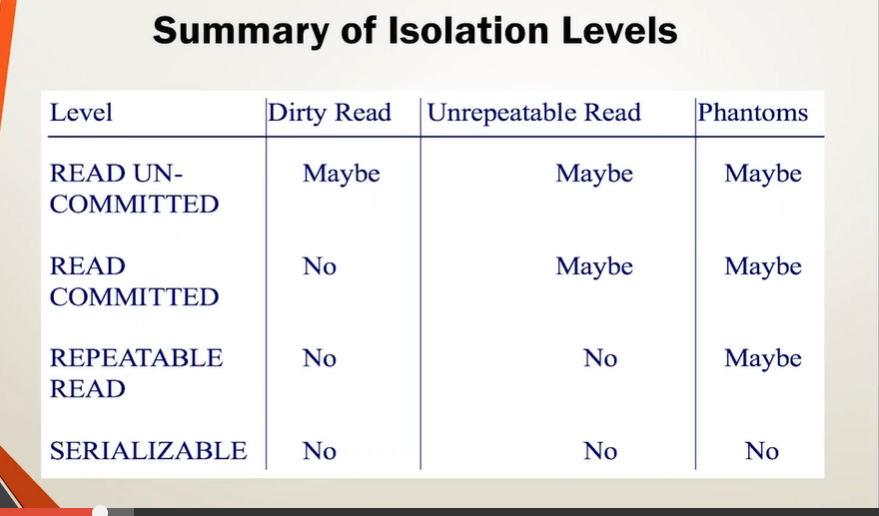 Summary of Isolation Levels
Level Dirty Read Unrepeatable Read Phantoms
READ UN- Maybe Maybe Maybe
COMMITTED
READ No Maybe Maybe
COMMITTED
REPEATABLE No No Maybe
READ
SERIALIZABLE No No No